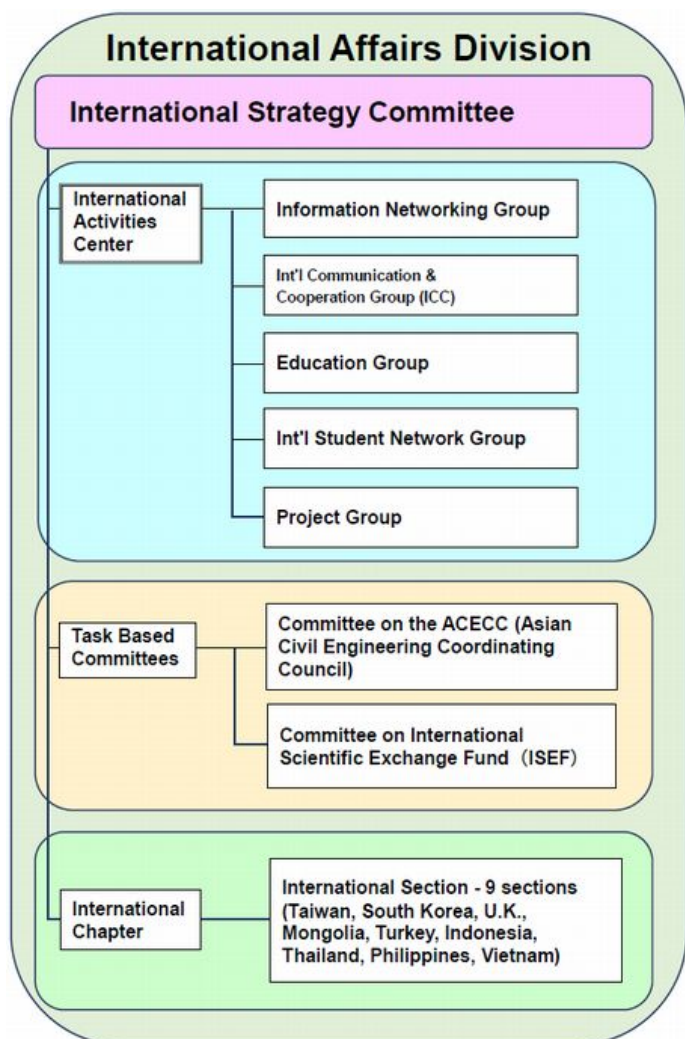 International Affairs Division
International Strategy Committee
International
Activities
Center
Information Networking Group
Int'l Communication &
Cooperation Group (ICC)
Education Group
Int'l Student Network Group
Project Group
Task Based
Committees
Committee on the ACECC (Asian
Civil Engineering Coordinating
Council)
Committee on International
Scientific Exchange Fund（ISEF）
International
Chapter
International Section - 9 sections
(Taiwan, South Korea, U.K.,
Mongolia, Turkey, Indonesia,
Thailand, Philippines, Vietnam)